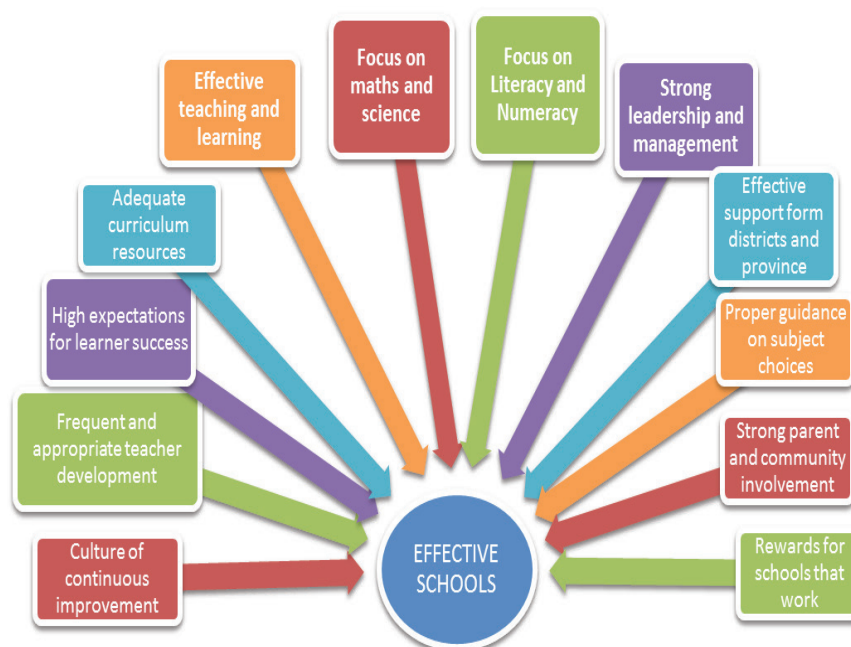 Culture of
continuous
improvement
Frequent and
appropriate teacher
development
High expectations
for learner success
Adequate
curriculum
resources
Effective
teaching and
learning
Focus on
maths and
science
Focus on
Literacy and
Numeracy
Strong
leadership and
management
Effective
support form
districts and
province
Proper guidance
on subject
choices
Strong parent
and community
involvement
Rewards for
schools that
work
EFFECTIVE
SCHOOLS